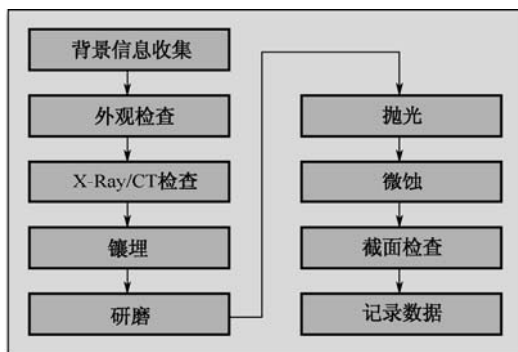 背景信息收集
外观检查
X-Ray/CT检查
镶埋
研磨
抛光
微蚀
截面检查
记录数据